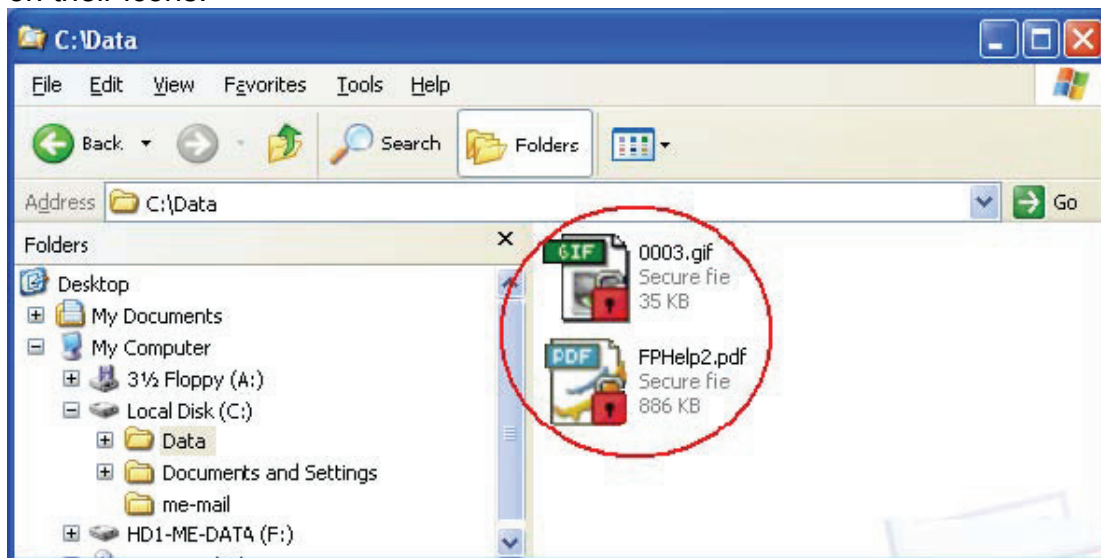 C:\Data
File Edit View Favorites Tools Help
Back Search Folders
Address C:\Data Go
Folders
Desktop
My Documents
My Computer
3½ Floppy (A:)
Local Disk (C:)
Data
Documents and Settings
me-mail
HD1-ME-DATA (F:)
GIF
0003.gif
Secure fie
35 KB
PDF
FPHelp2.pdf
Secure fie
886 KB